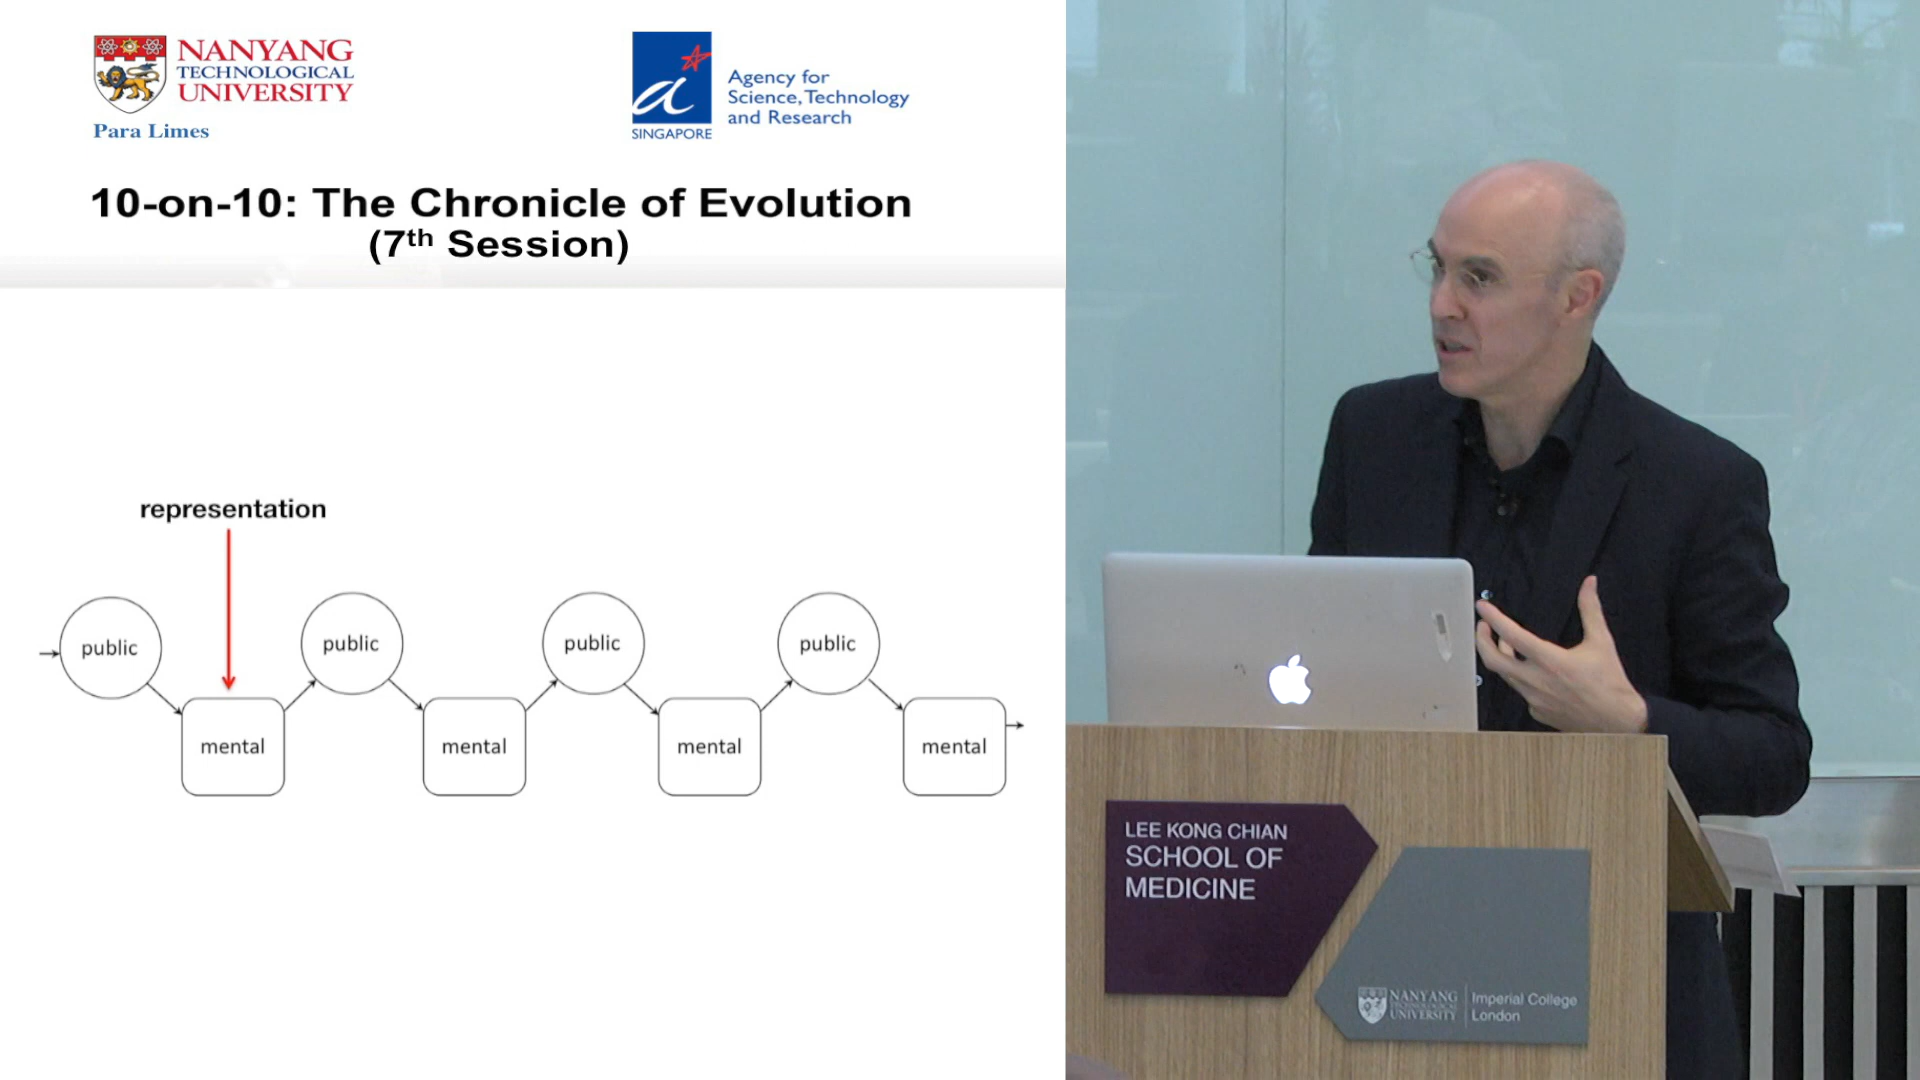 NANYANG
TECHNOLOGICAL
UNIVERSITY
Para Limes
a
SINGAPORE
Agency for
Science, Technology
and Research
10-on-10: The Chronicle of Evolution
(7th Session)
representation
public
public
public
public
mental
mental
mental
mental
LEE KONG CHIAN
SCHOOL OF
MEDICINE
NANYANG
TECHNOLOGICAL
UNIVERSITY
Imperial College
London